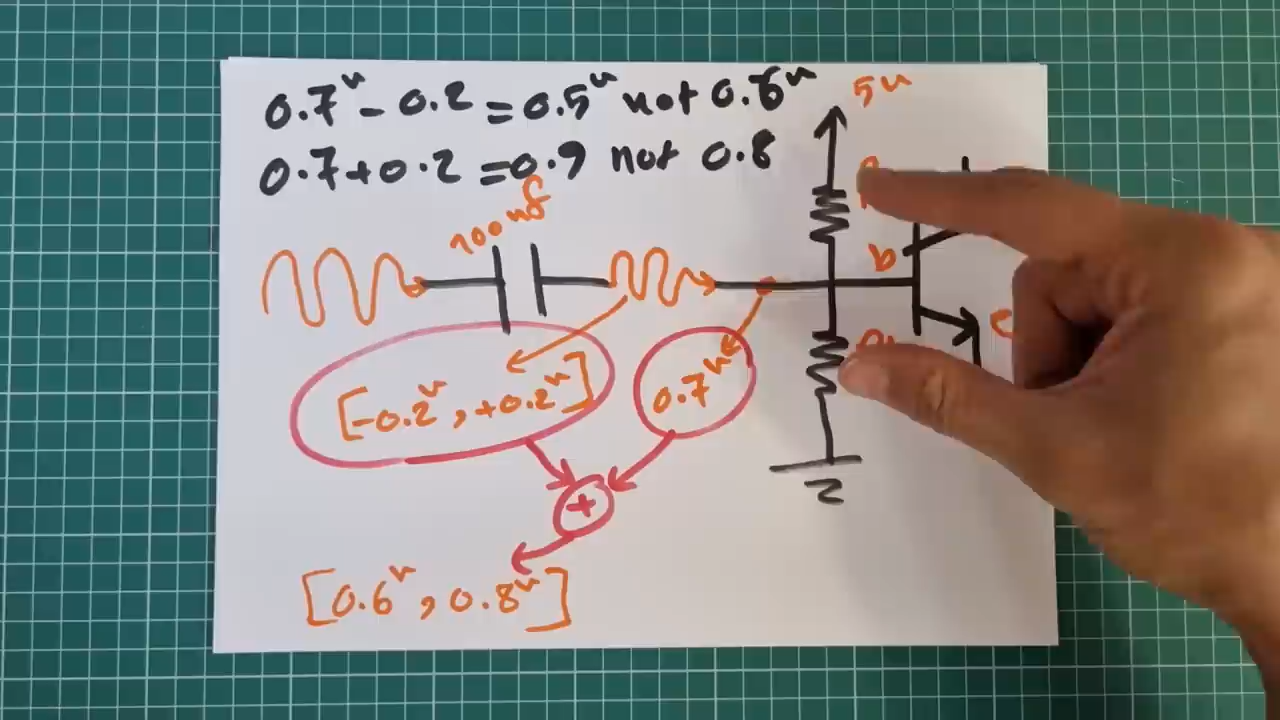 0.7ᵛ - 0.2 = 0.5ᵛ not 0.6ᵛ
0.7 + 0.2 = 0.9 not 0.8
5v
100nf
b
e
[-0.2ᵛ, +0.2ᵛ]
0.7ᵛ
+
[0.6ᵛ, 0.8ᵛ]